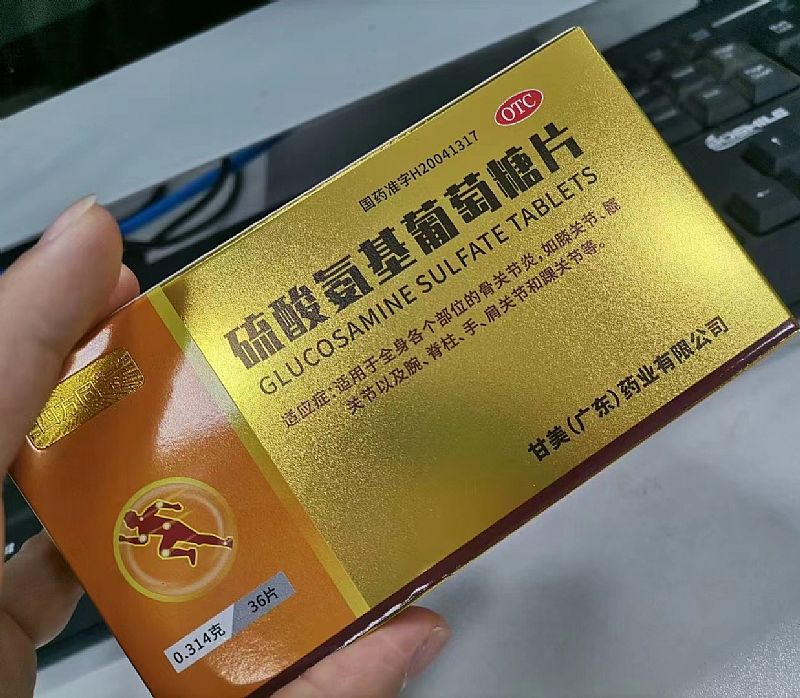 OTC
国药准字H20041317
硫酸氨基葡萄糖片
GLUCOSAMINE SULFATE TABLETS
适应症:适用于全身各个部位的骨关节炎,如膝关节、髋
关节以及腕、脊柱、手、肩关节和踝关节等。
甘美(广东)药业有限公司
0.314克 36片